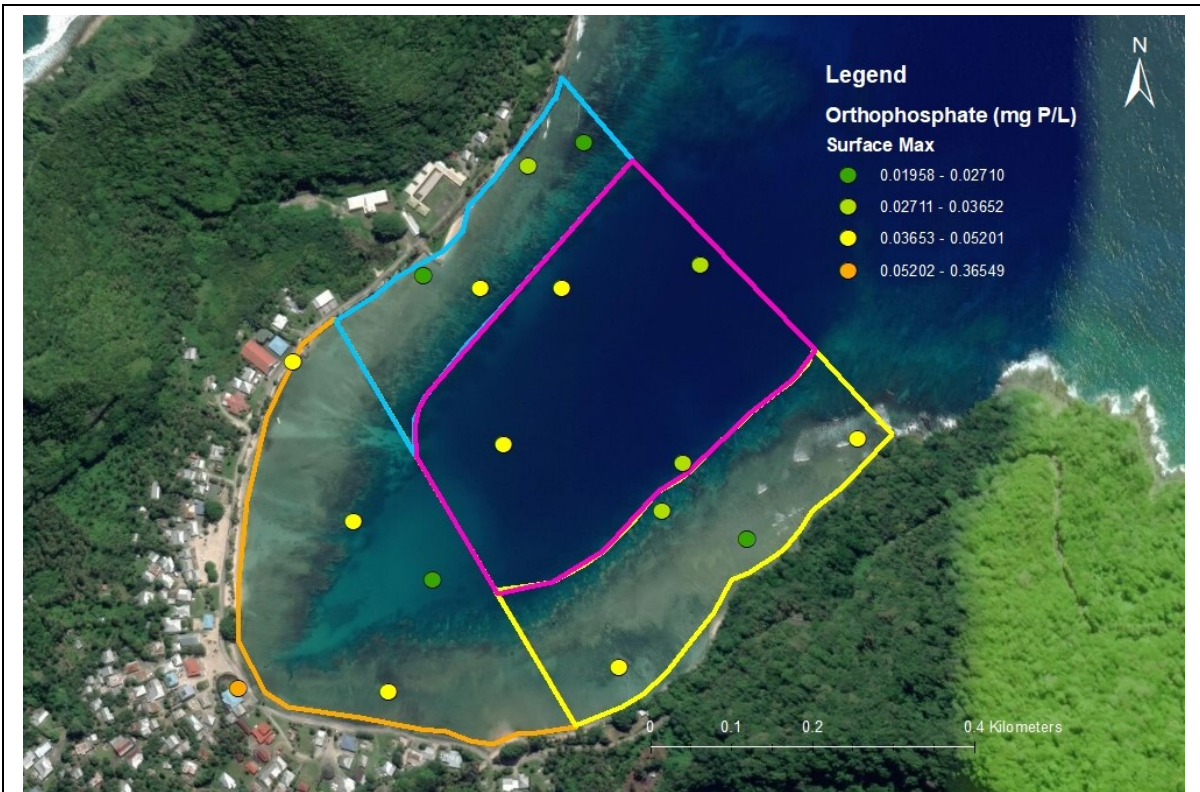 N
Legend
Orthophosphate (mg P/L)
Surface Max
0.01958 - 0.02710
0.02711 - 0.03652
0.03653 - 0.05201
0.05202 - 0.36549
0 0.1 0.2 0.4 Kilometers